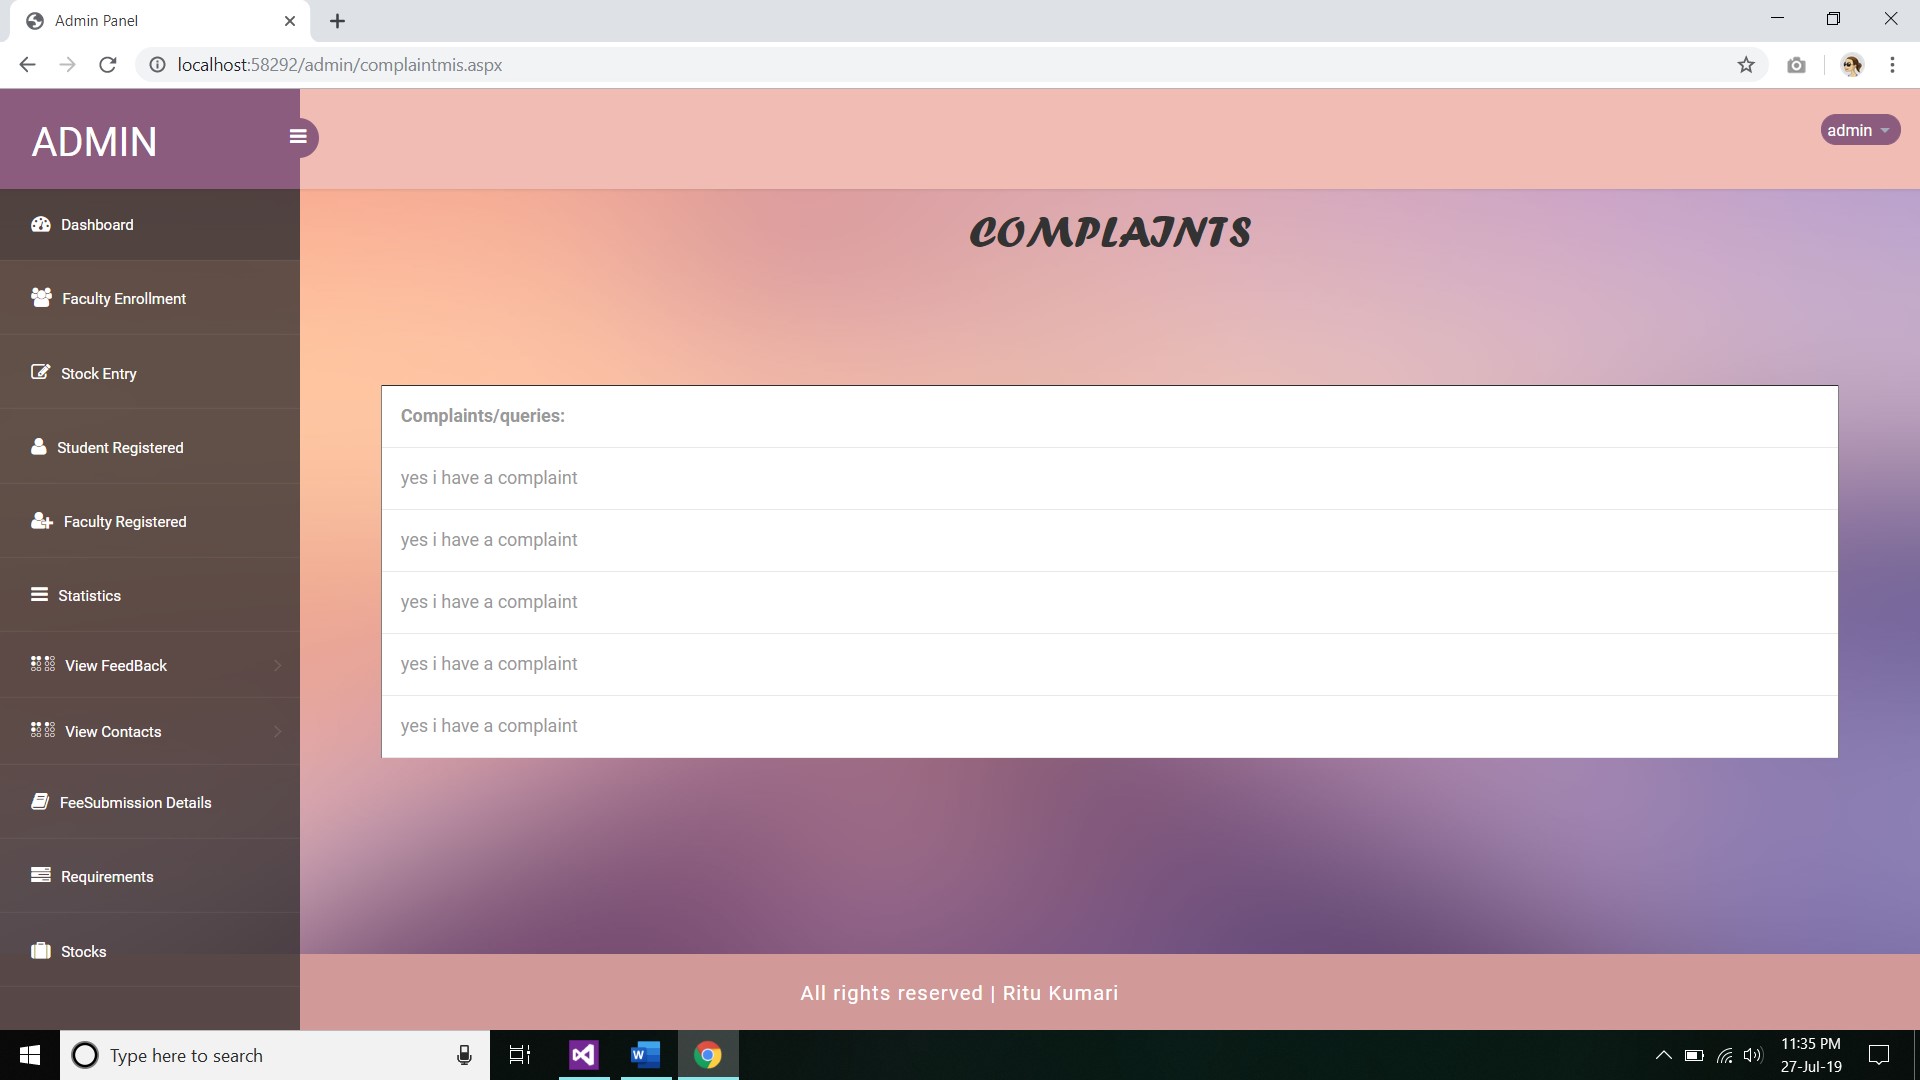 Admin Panel
localhost:58292/admin/complaintmis.aspx
ADMIN
admin
Dashboard
Faculty Enrollment
Stock Entry
Student Registered
Faculty Registered
Statistics
View FeedBack
View Contacts
FeeSubmission Details
Requirements
Stocks
COMPLAINTS
Complaints/queries:
yes i have a complaint
yes i have a complaint
yes i have a complaint
yes i have a complaint
yes i have a complaint
All rights reserved | Ritu Kumari
Type here to search
11:35 PM
27-Jul-19